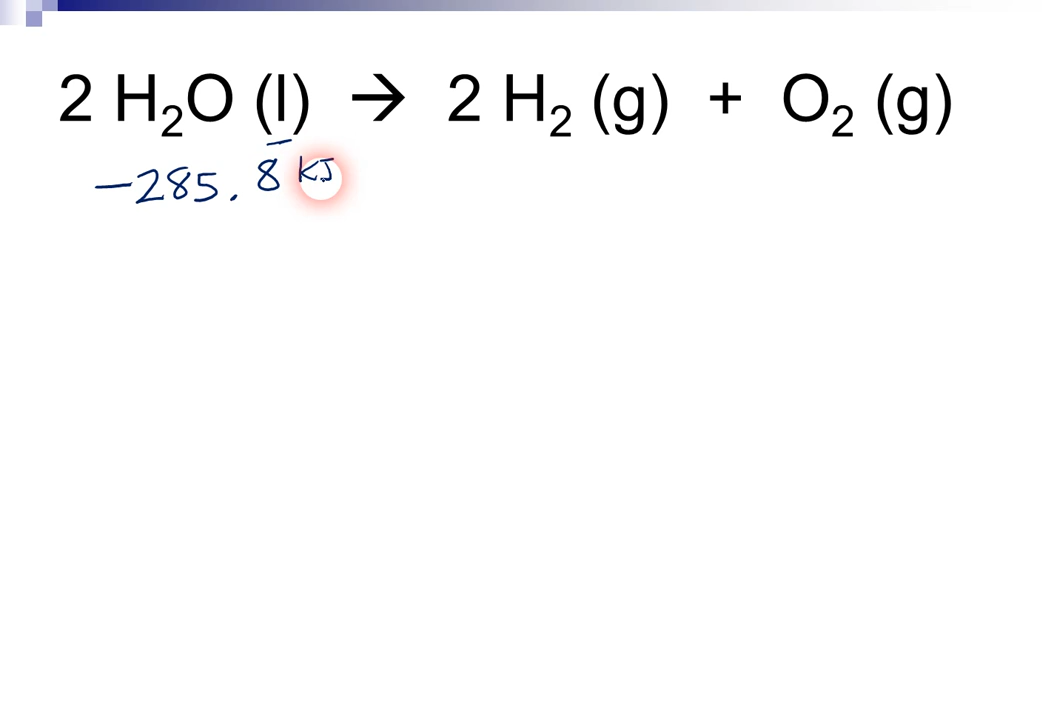 2 H₂O (l) → 2 H₂ (g) + O₂ (g)
−285.8 KJ